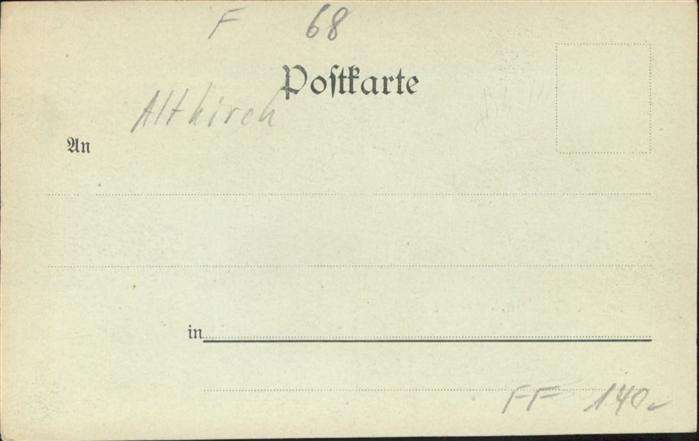 F 68
Postkarte
Altkirch
An
in
FF 140.-